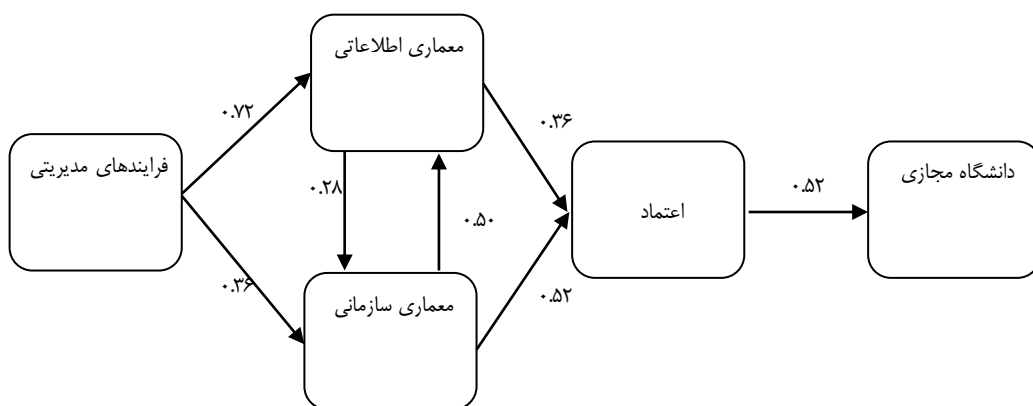 معماری اطلاعاتی
۰.۷۲
۰.۳۶
فرایندهای مدیریتی
دانشگاه مجازی
۰.۲۸
۰.۵۲
اعتماد
۰.۵۰
۰.۳۶
۰.۵۲
معماری سازمانی